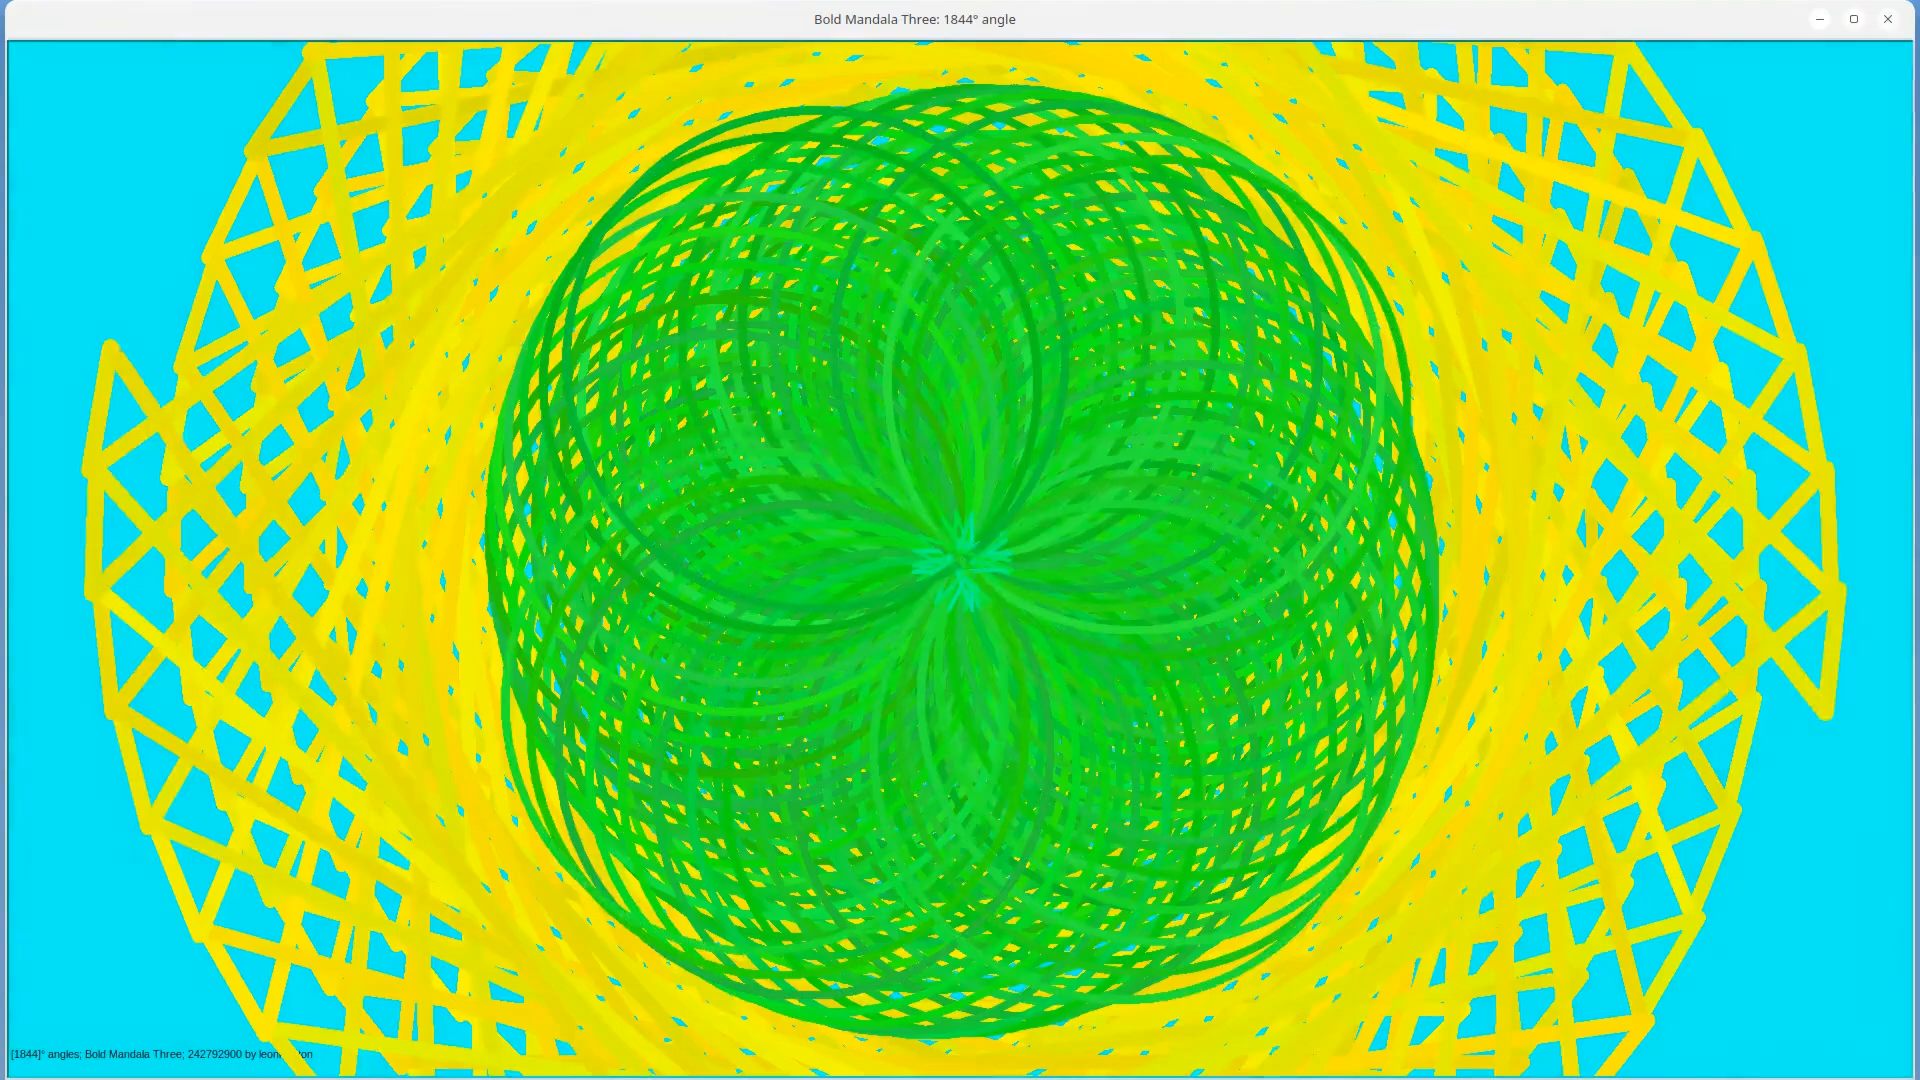 Bold Mandala Three: 1844° angle
[1844]° angles; Bold Mandala Three; 242792900 by